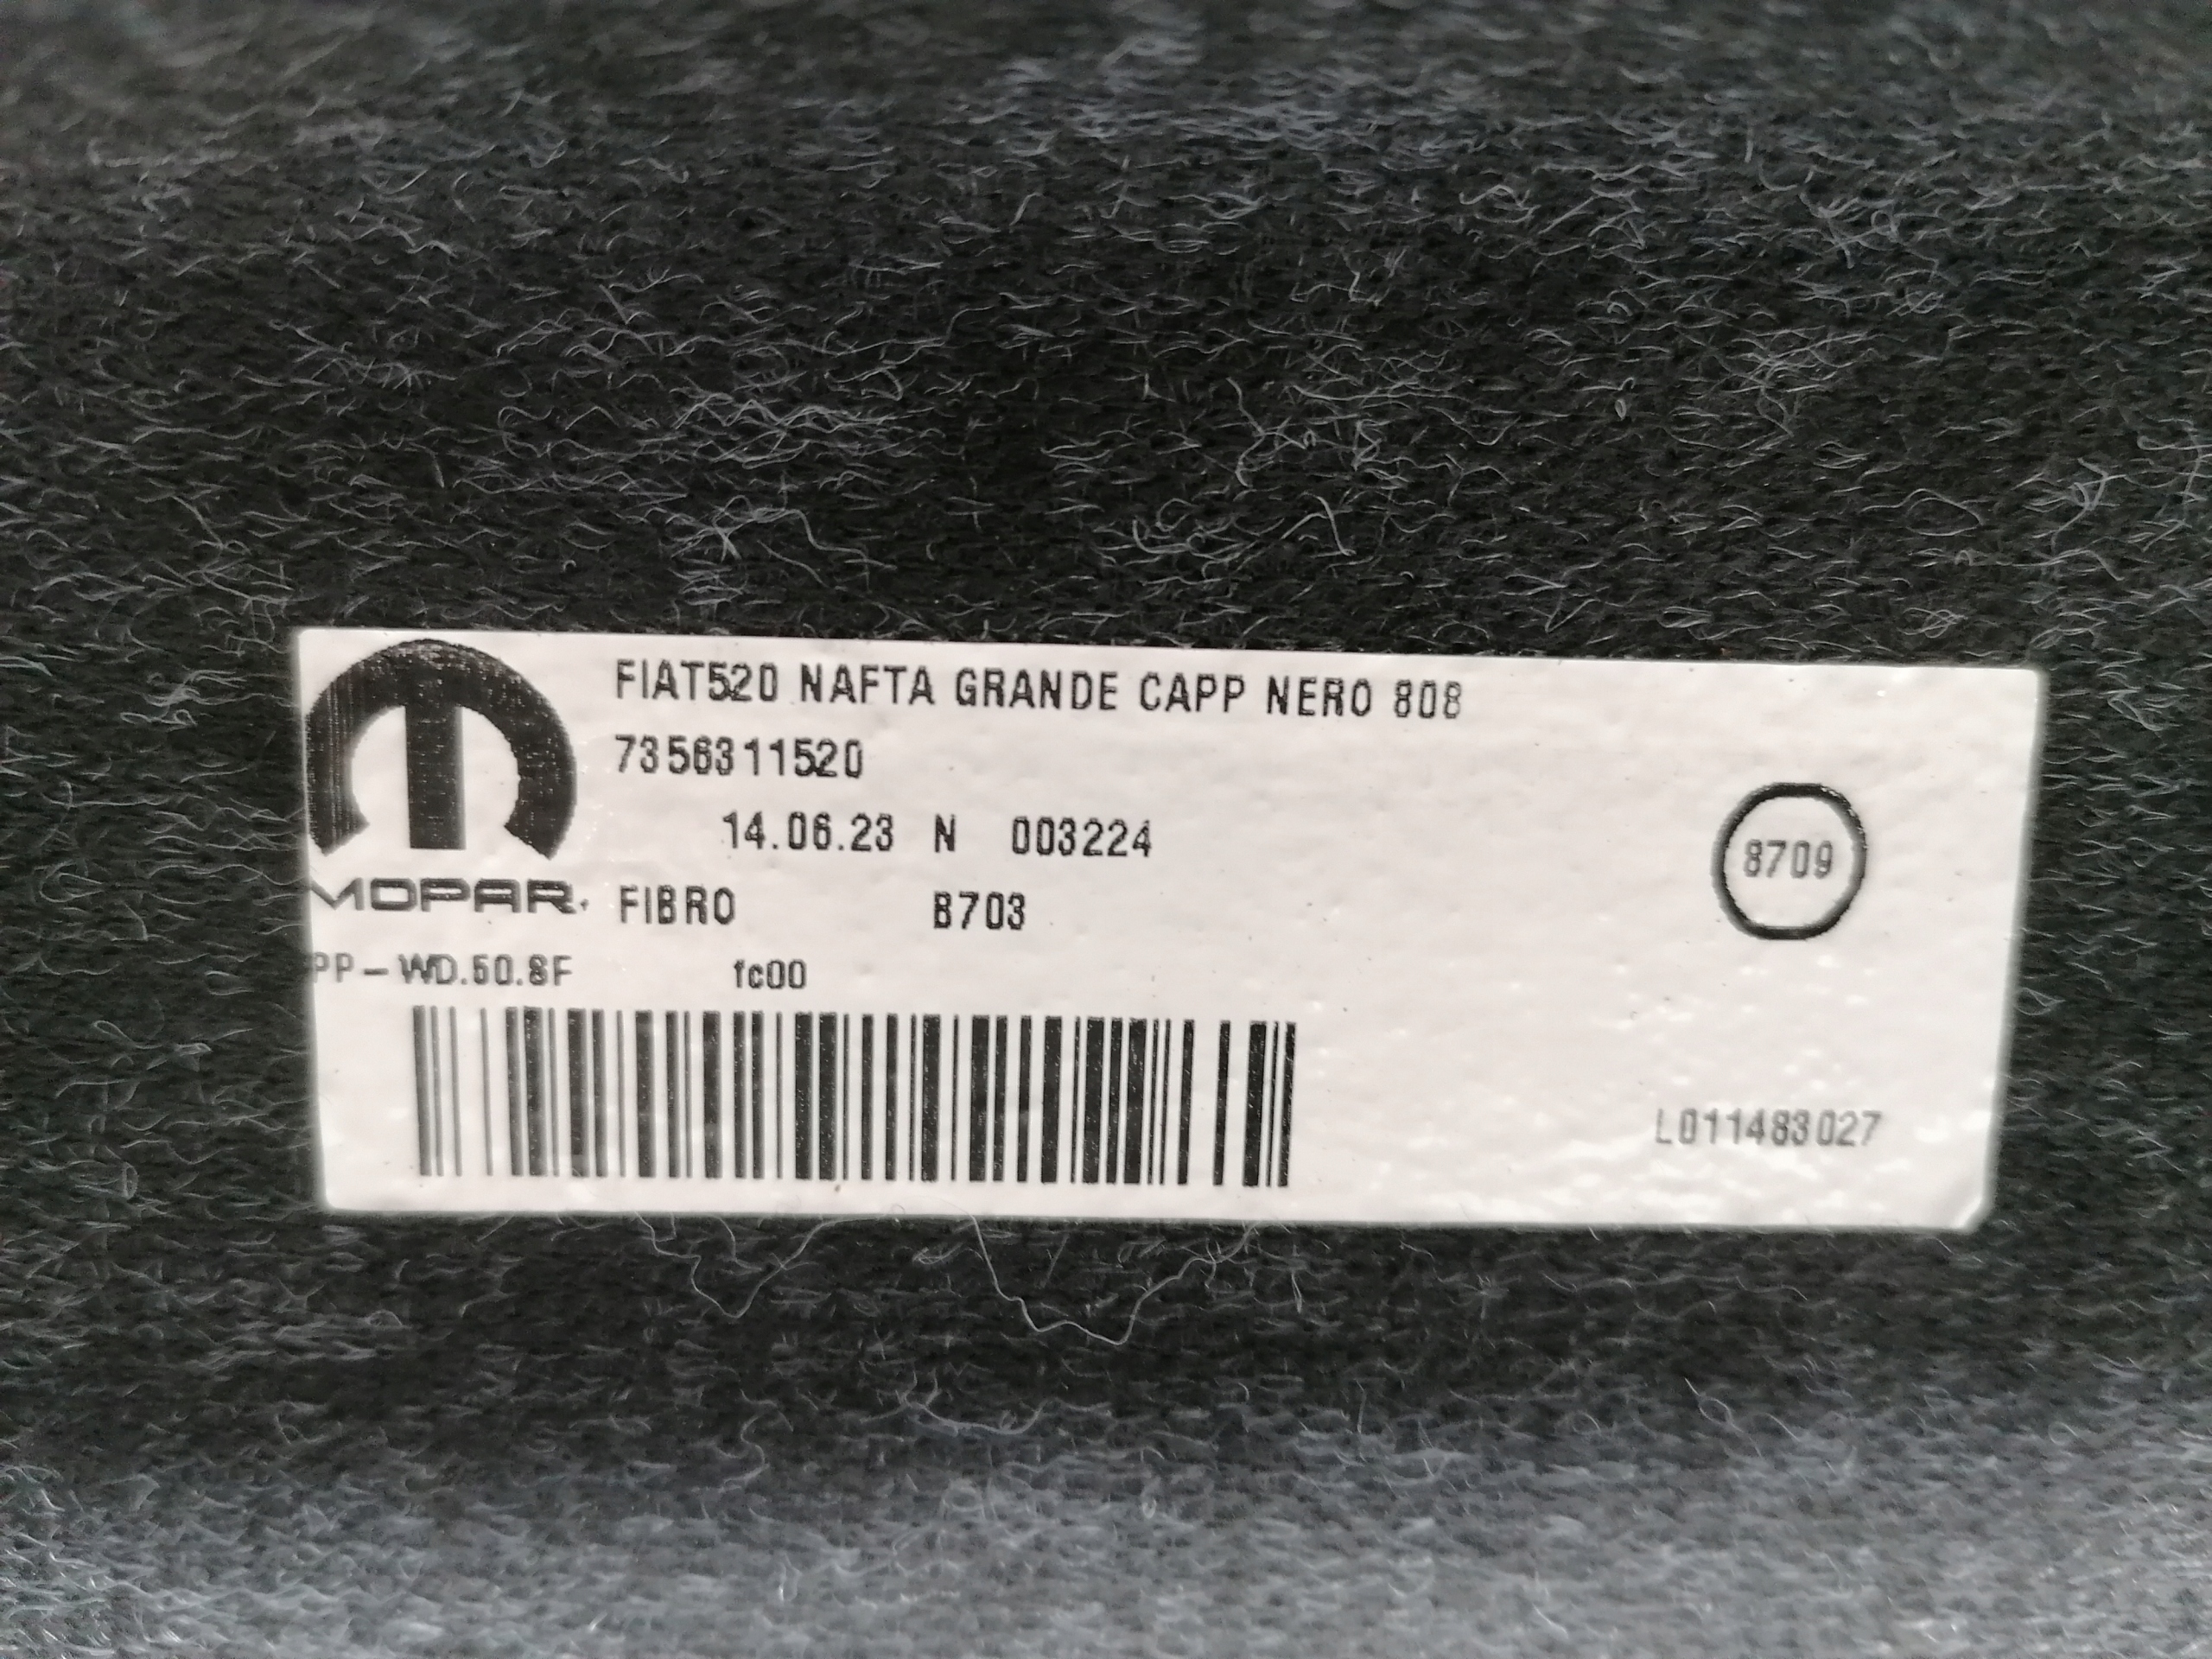 FIAT520 NAFTA GRANDE CAPP NERO 808
7356311520
14.06.23 N 003224
8709
MOPAR. FIBRO 8703
PP-WD.50.8F fc00
L011483027